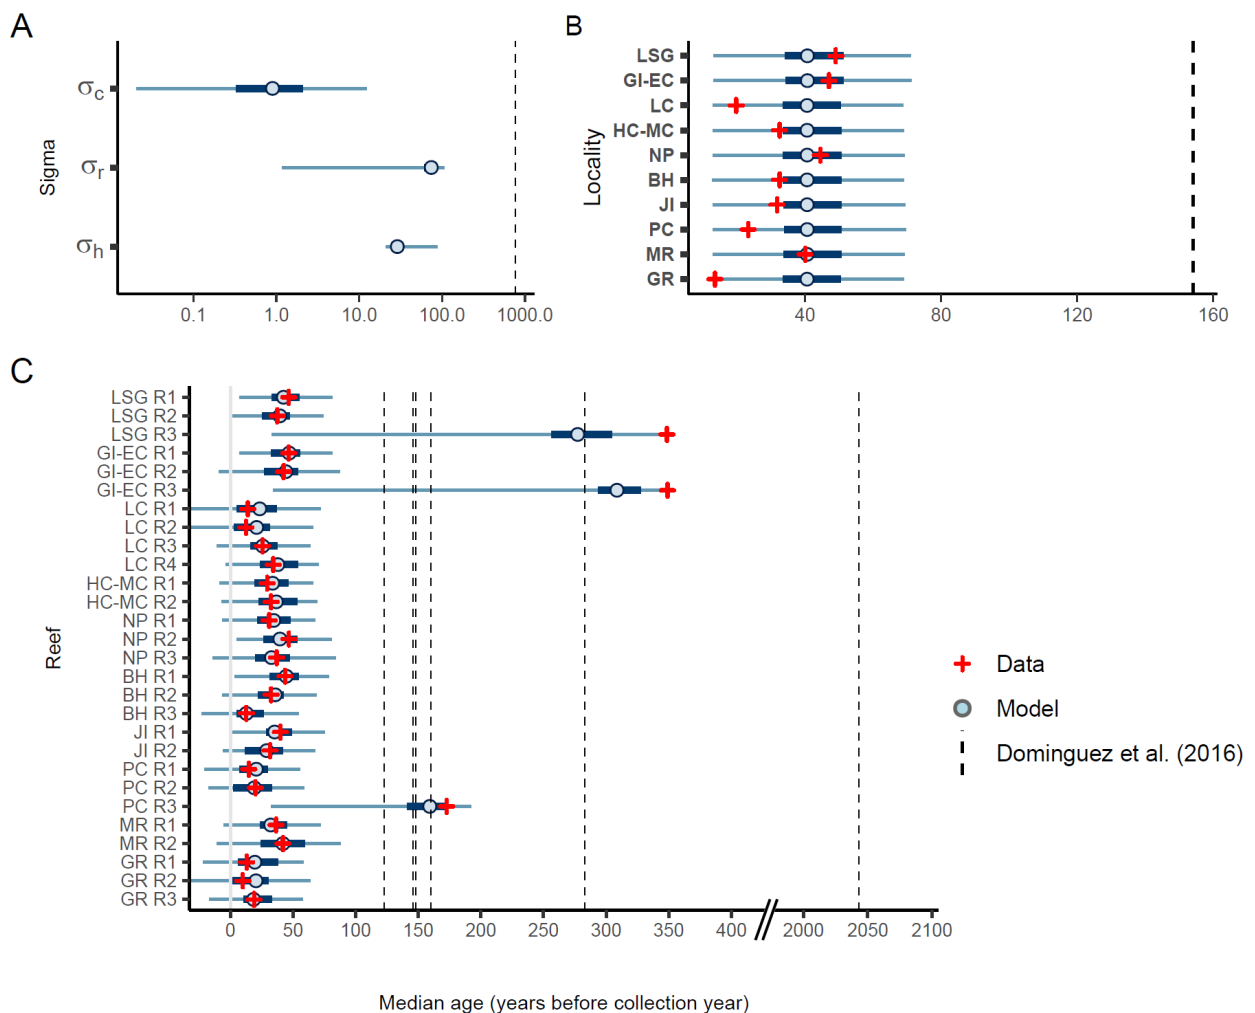 A
Sigma
σc
σr
σh
0.1 1.0 10.0 100.0 1000.0
B
Locality
LSG
GI-EC
LC
HC-MC
NP
BH
JI
PC
MR
GR
40 80 120 160
C
Reef
LSG R1
LSG R2
LSG R3
GI-EC R1
GI-EC R2
GI-EC R3
LC R1
LC R2
LC R3
LC R4
HC-MC R1
HC-MC R2
NP R1
NP R2
NP R3
BH R1
BH R2
BH R3
JI R1
JI R2
PC R1
PC R2
PC R3
MR R1
MR R2
GR R1
GR R2
GR R3
0 50 100 150 200 250 300 350 400 2000 2050 2100
Median age (years before collection year)
Data
Model
Dominguez et al. (2016)